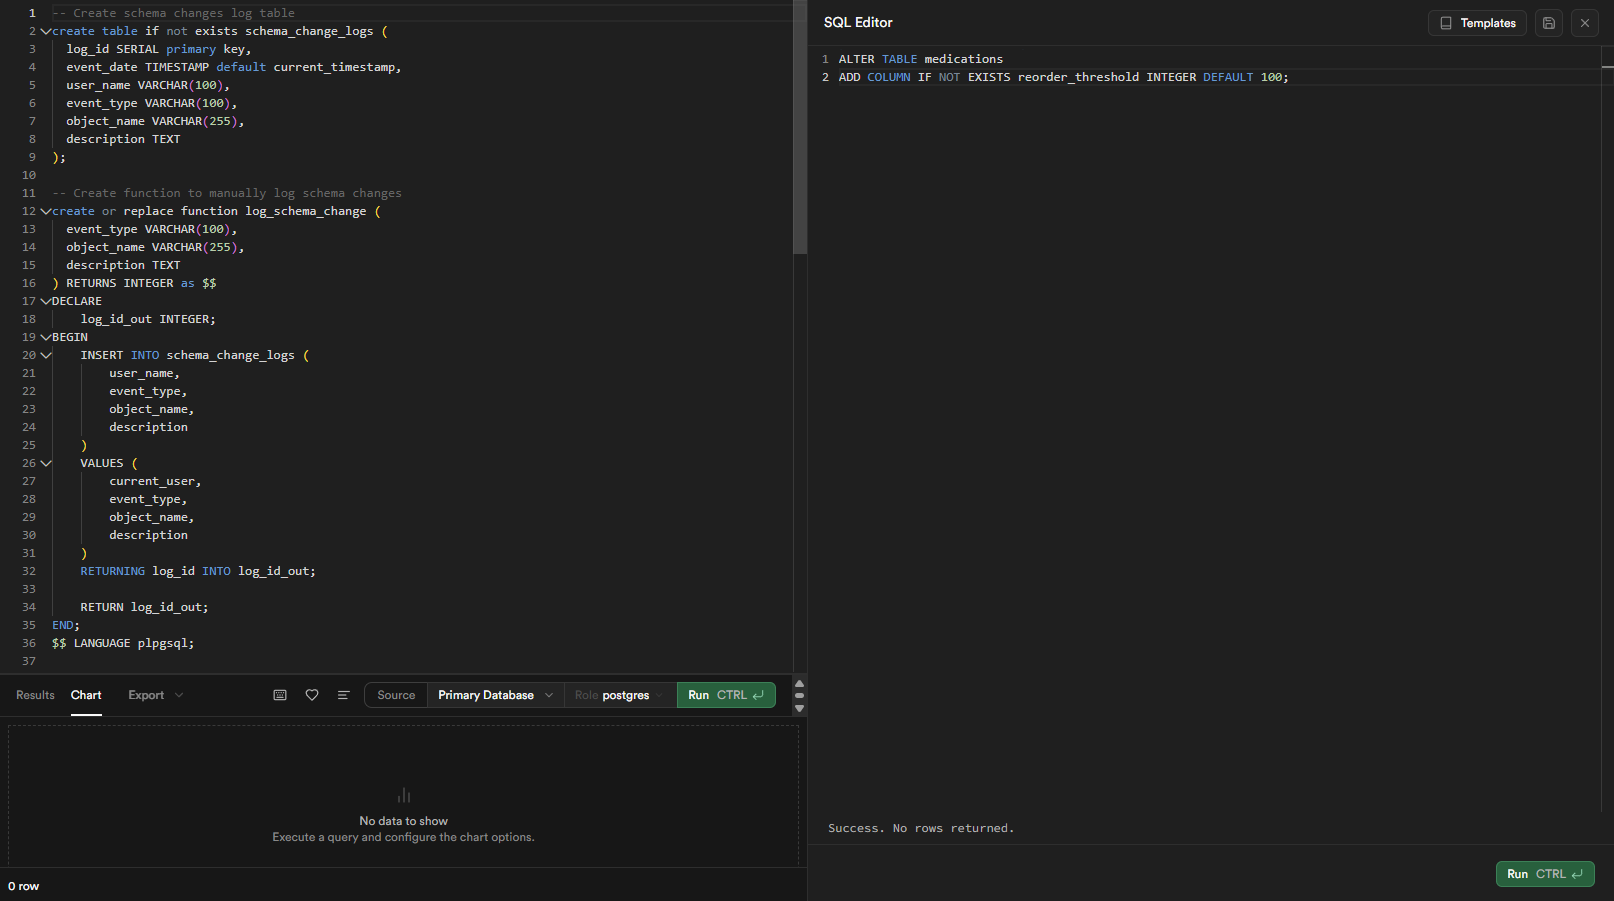 1 -- Create schema changes log table
2 create table if not exists schema_change_logs (
3 log_id SERIAL primary key,
4 event_date TIMESTAMP default current_timestamp,
5 user_name VARCHAR(100),
6 event_type VARCHAR(100),
7 object_name VARCHAR(255),
8 description TEXT
9 );
10
11 -- Create function to manually log schema changes
12 create or replace function log_schema_change (
13 event_type VARCHAR(100),
14 object_name VARCHAR(255),
15 description TEXT
16 ) RETURNS INTEGER as $$
17 DECLARE
18 log_id_out INTEGER;
19 BEGIN
20 INSERT INTO schema_change_logs (
21 user_name,
22 event_type,
23 object_name,
24 description
25 )
26 VALUES (
27 current_user,
28 event_type,
29 object_name,
30 description
31 )
32 RETURNING log_id INTO log_id_out;
33
34 RETURN log_id_out;
35 END;
36 $$ LANGUAGE plpgsql;
37
Results Chart Export Source Primary Database Role postgres Run CTRL
No data to show
Execute a query and configure the chart options.
0 row
SQL Editor Templates
1 ALTER TABLE medications
2 ADD COLUMN IF NOT EXISTS reorder_threshold INTEGER DEFAULT 100;
Success. No rows returned.
Run CTRL